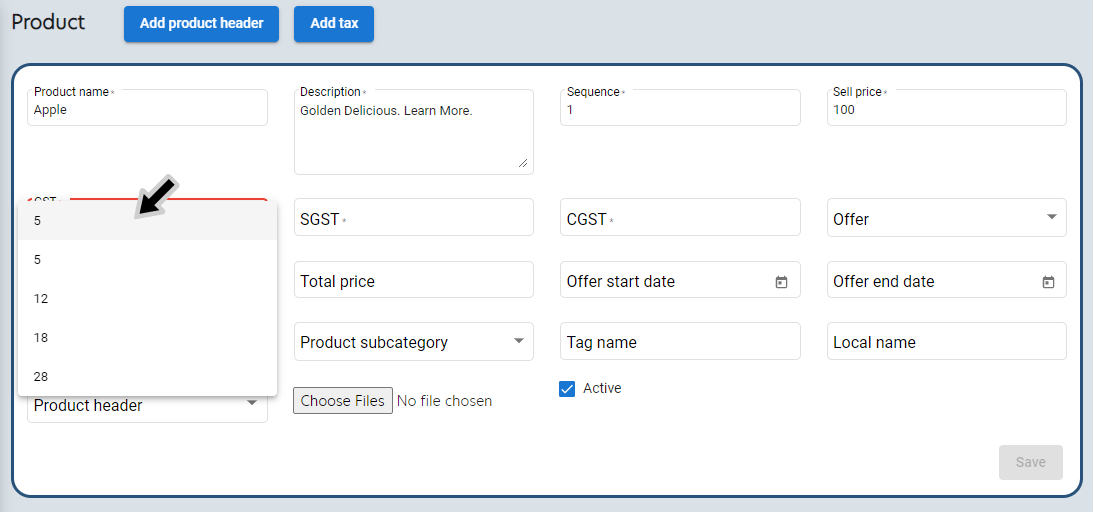 Product Add product header Add tax
Product name * Description * Sequence * Sell price *
Apple Golden Delicious. Learn More. 1 100
5 SGST * CGST * Offer
5
Total price Offer start date Offer end date
12
18 Product subcategory Tag name Local name
28
Product header Choose Files No file chosen Active
Save